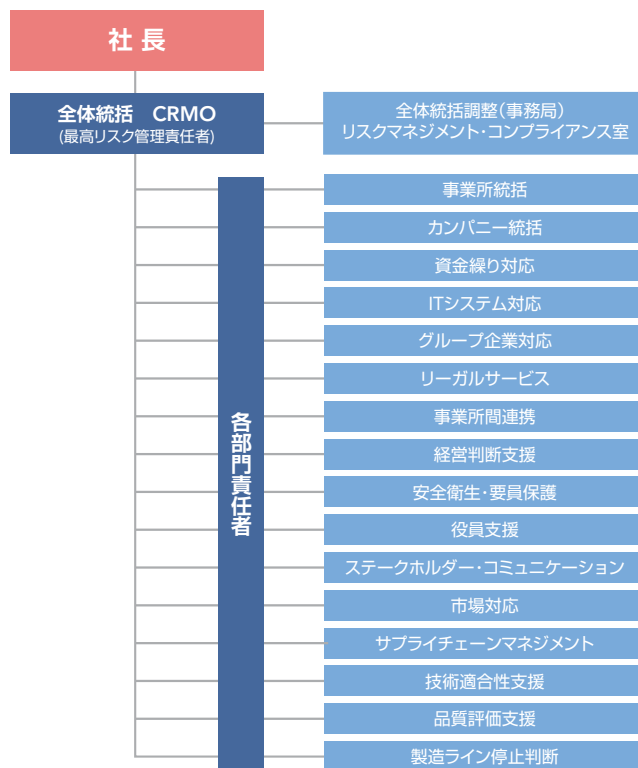 社長
全体統括 CRMO
(最高リスク管理責任者)
全体統括調整(事務局)
リスクマネジメント・コンプライアンス室
各部門責任者
事業所統括
カンパニー統括
資金繰り対応
ITシステム対応
グループ企業対応
リーガルサービス
事業所間連携
経営判断支援
安全衛生・要員保護
役員支援
ステークホルダー・コミュニケーション
市場対応
サプライチェーンマネジメント
技術適合性支援
品質評価支援
製造ライン停止判断